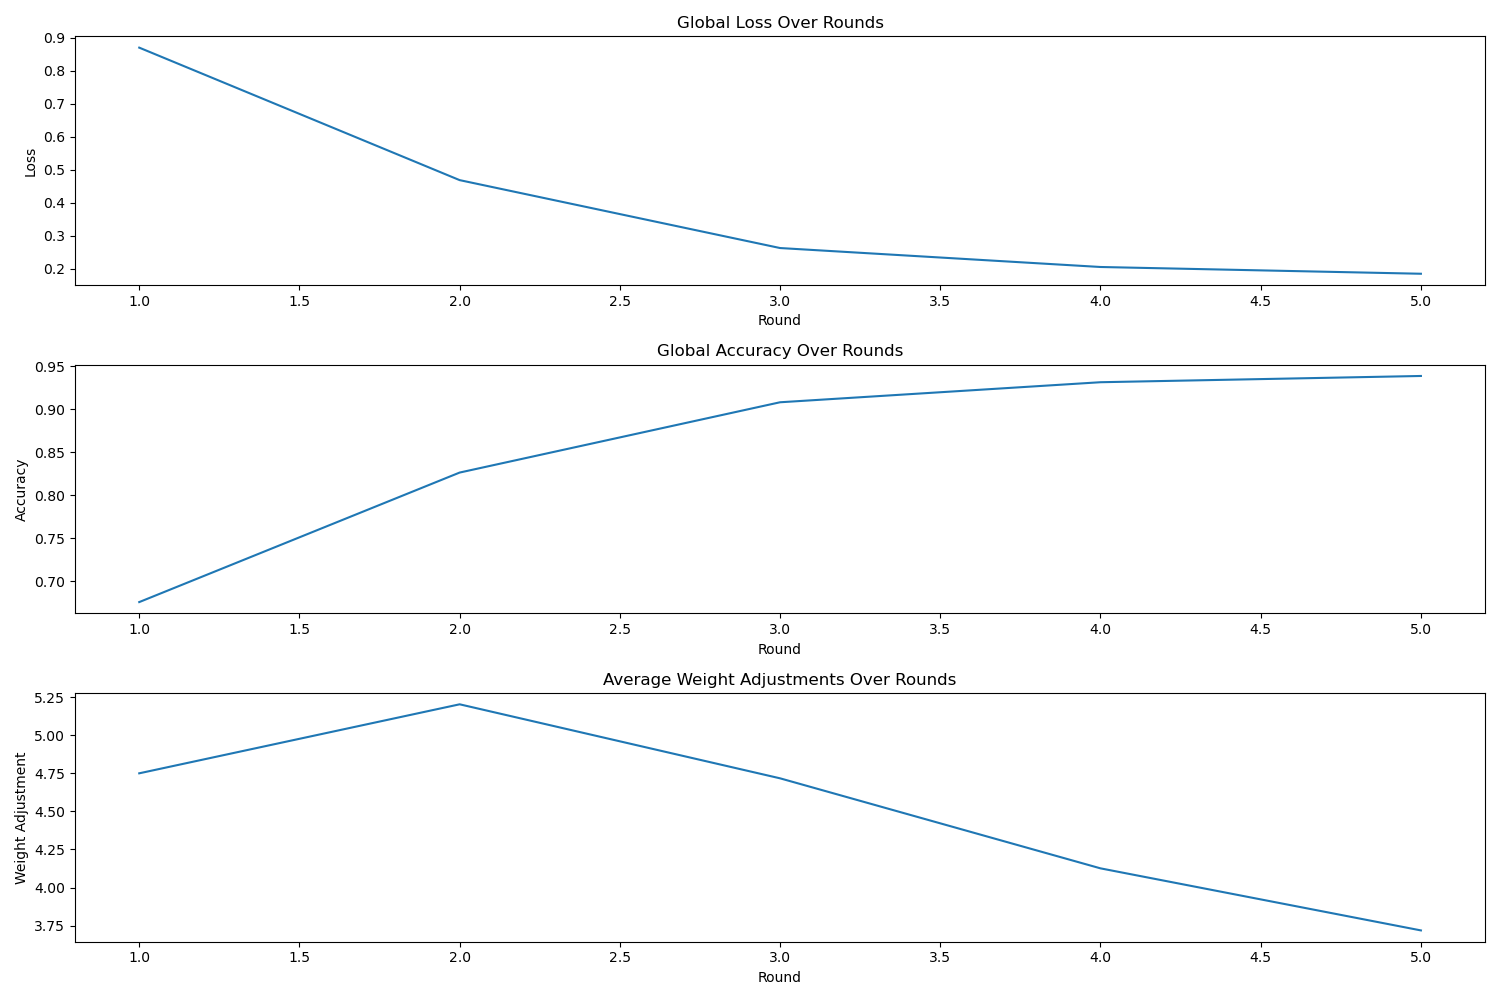 Global Loss Over Rounds
0.9
0.8
0.7
0.6
0.5
0.4
0.3
0.2
Loss
1.0 1.5 2.0 2.5 3.0 3.5 4.0 4.5 5.0
Round
Global Accuracy Over Rounds
0.95
0.90
0.85
0.80
0.75
0.70
Accuracy
1.0 1.5 2.0 2.5 3.0 3.5 4.0 4.5 5.0
Round
Average Weight Adjustments Over Rounds
5.25
5.00
4.75
4.50
4.25
4.00
3.75
Weight Adjustment
1.0 1.5 2.0 2.5 3.0 3.5 4.0 4.5 5.0
Round